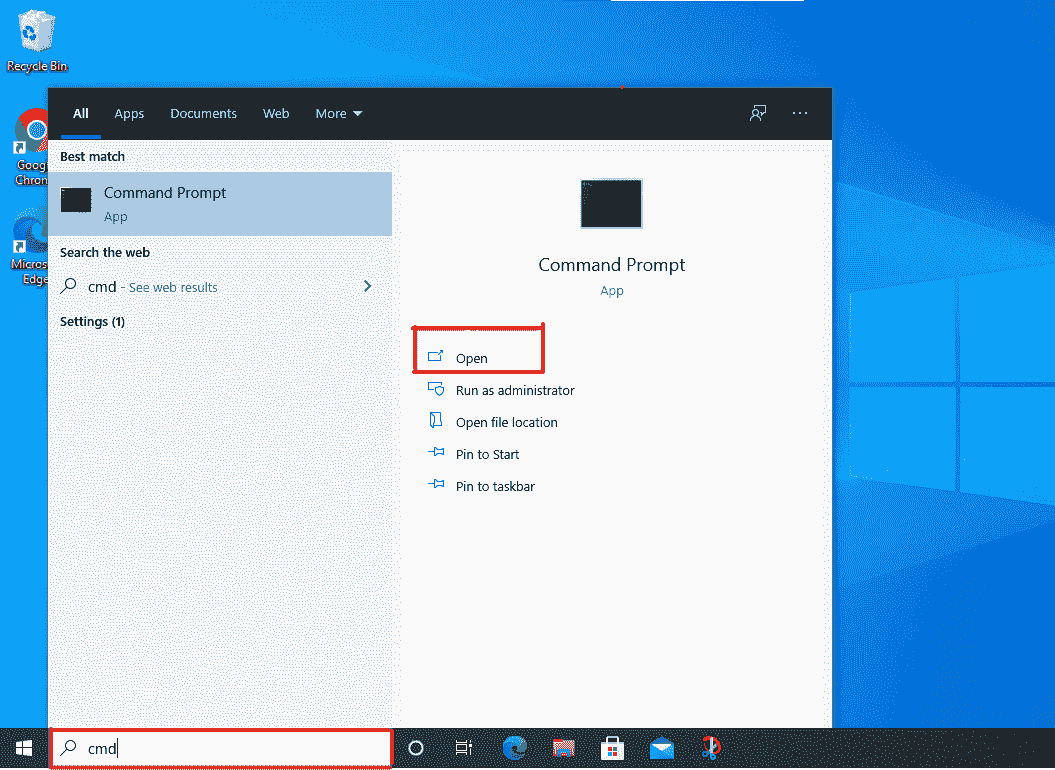 Recycle Bin
Googl
Chron
Micros
Edge
All Apps Documents Web More
Best match
Command Prompt
App
Search the web
cmd - See web results
Settings (1)
Command Prompt
App
Open
Run as administrator
Open file location
Pin to Start
Pin to taskbar
cmd